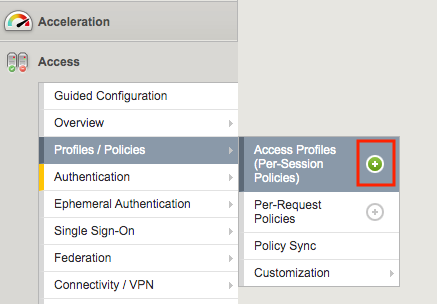 Acceleration
Access
Guided Configuration
Overview
Profiles / Policies
Access Profiles
(Per-Session
Policies)
Authentication
Ephemeral Authentication
Per-Request
Policies
Single Sign-On
Policy Sync
Federation
Customization
Connectivity / VPN